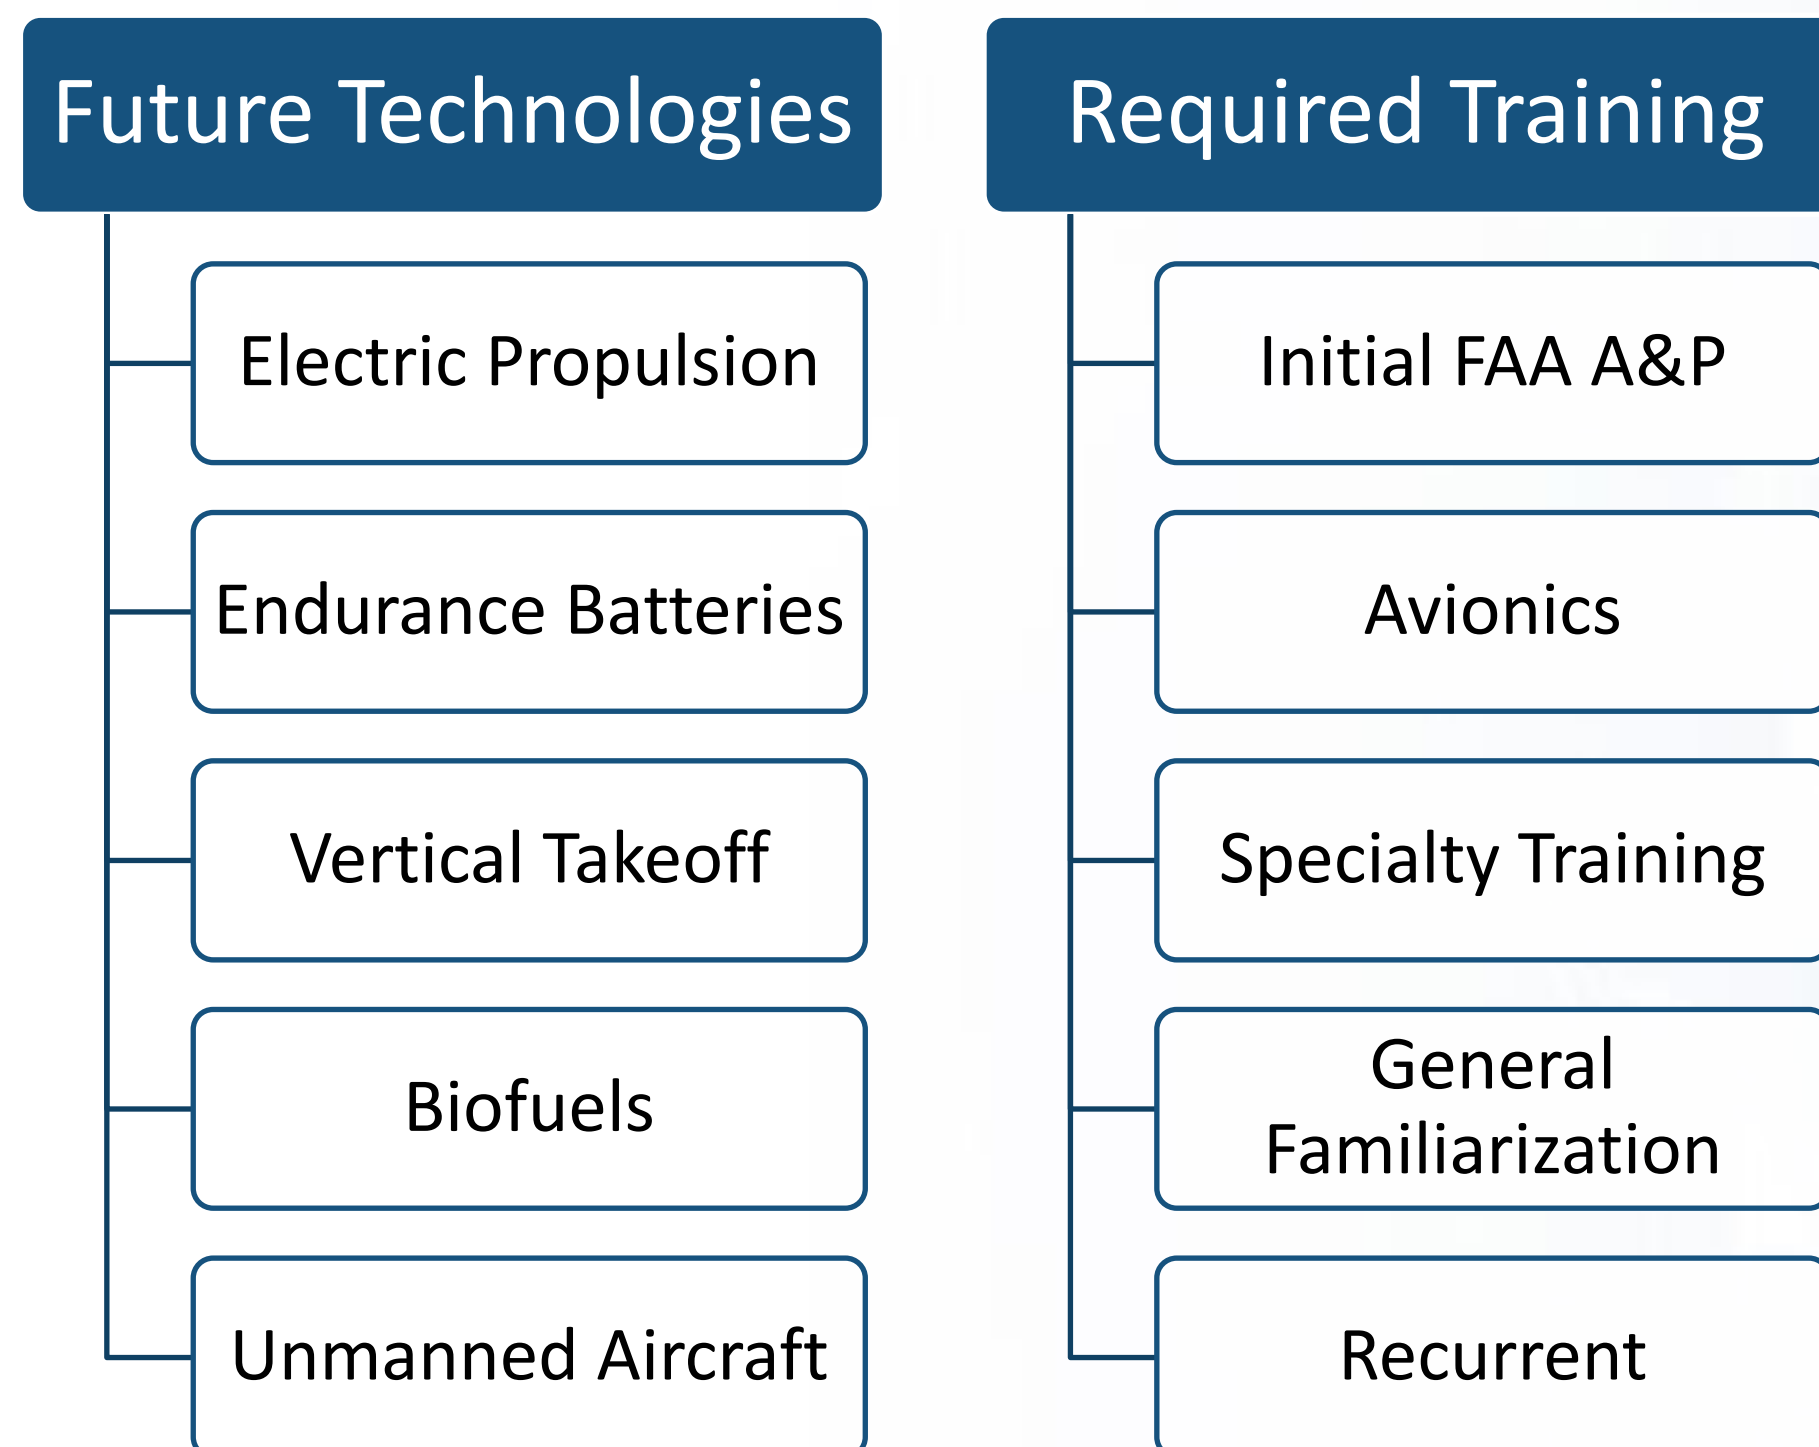 Future Technologies
Electric Propulsion
Endurance Batteries
Vertical Takeoff
Biofuels
Unmanned Aircraft
Required Training
Initial FAA A&P
Avionics
Specialty Training
General
Familiarization
Recurrent